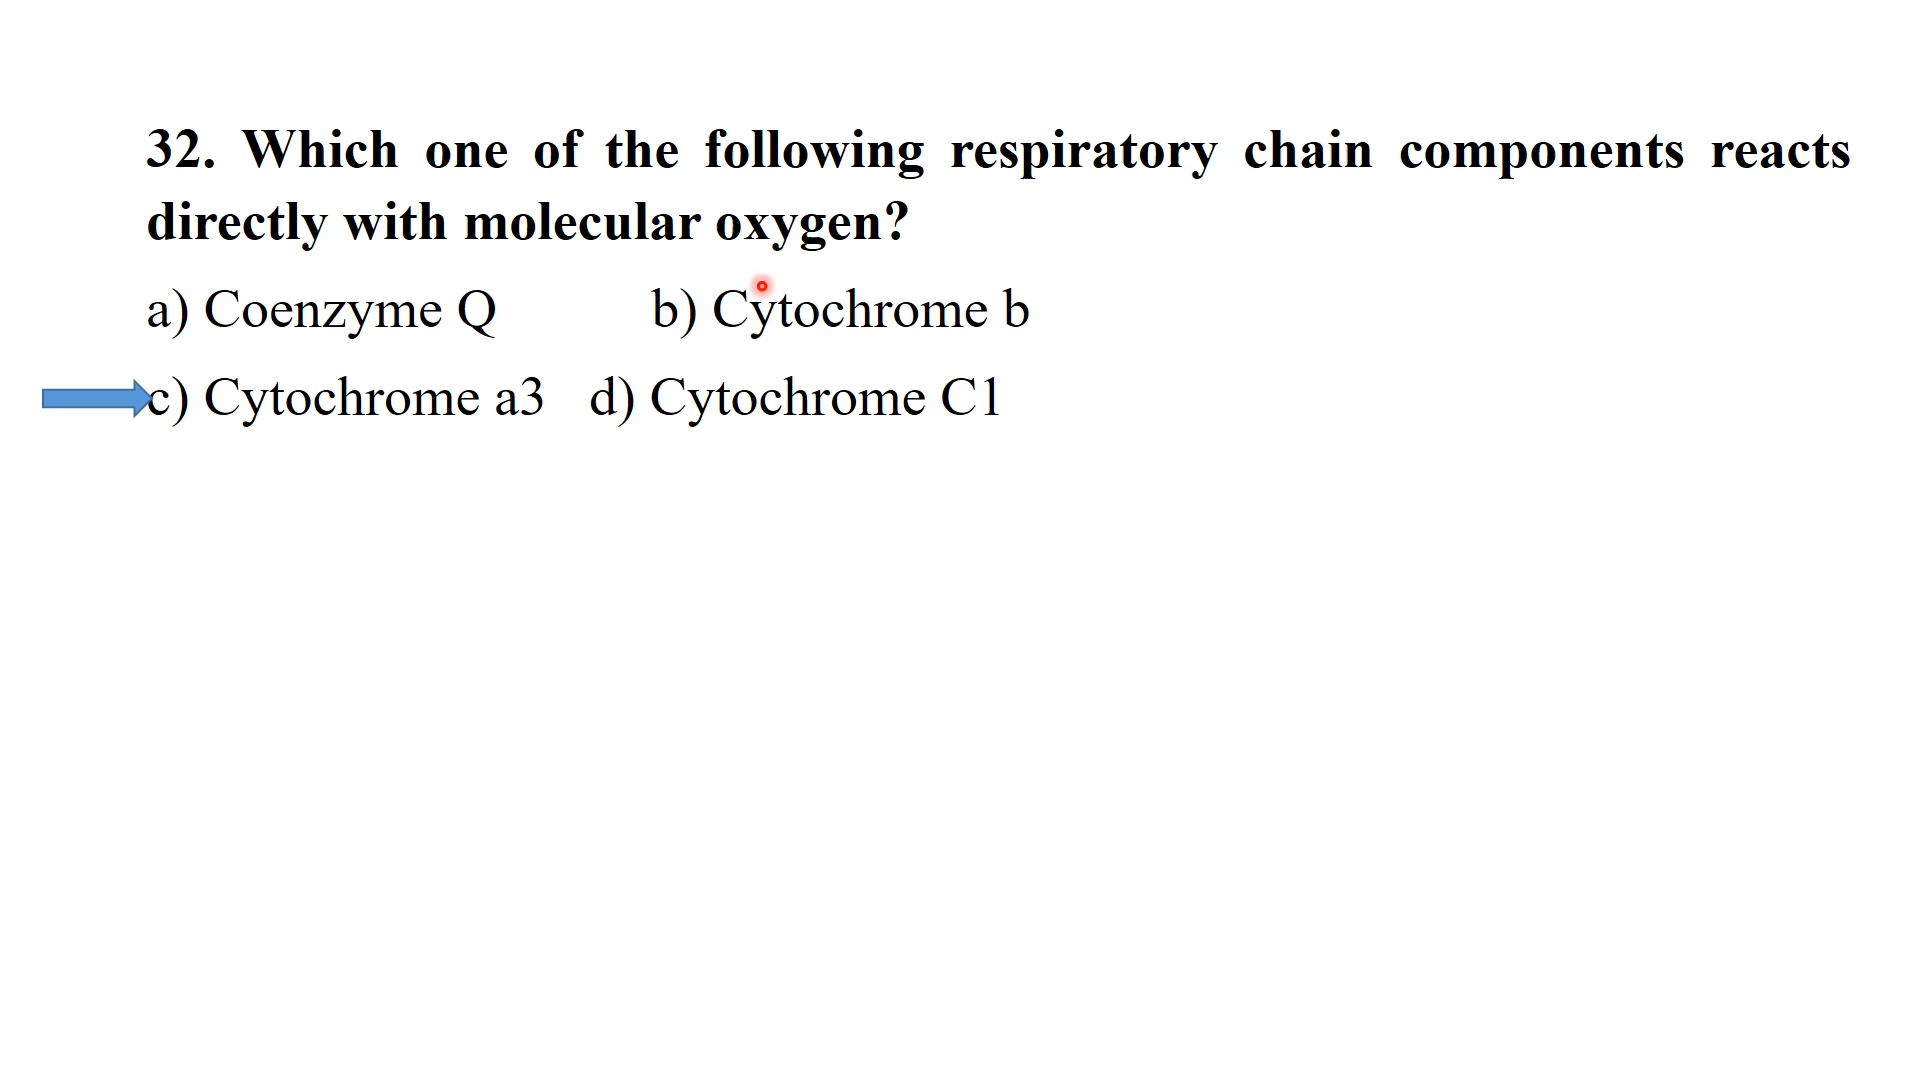 32. Which one of the following respiratory chain components reacts
directly with molecular oxygen?
a) Coenzyme Q b) Cytochrome b
c) Cytochrome a3 d) Cytochrome C1